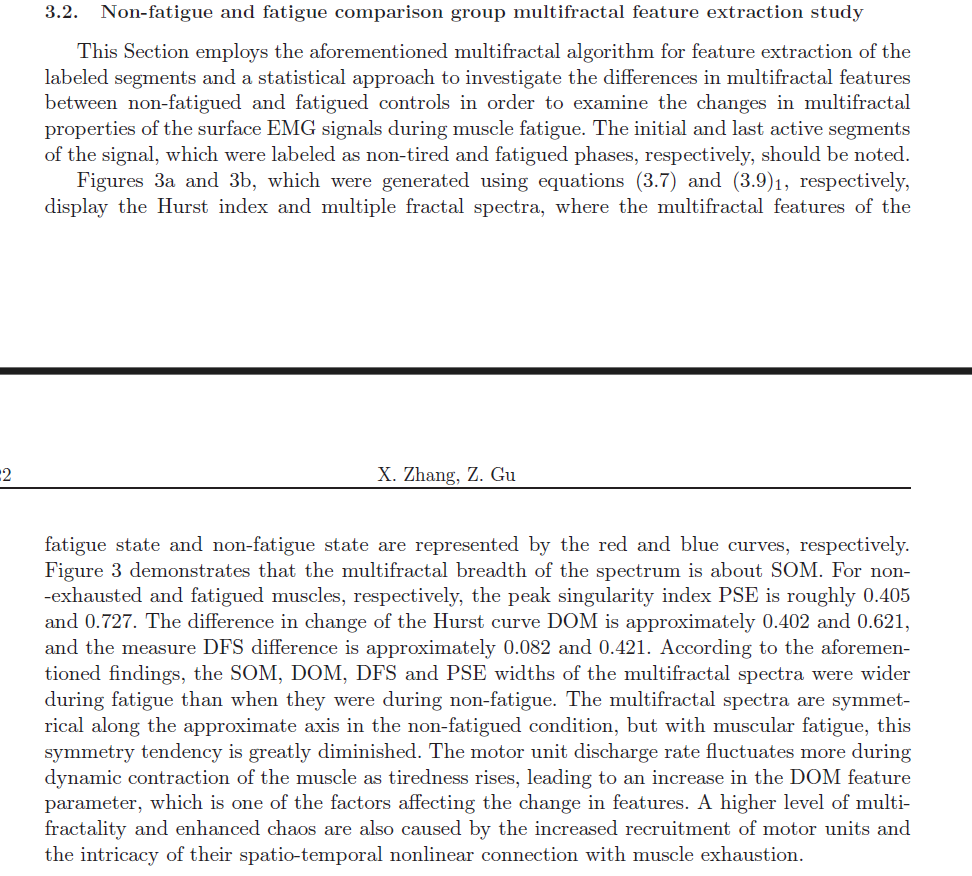 3.2. Non-fatigue and fatigue comparison group multifractal feature extraction study
This Section employs the aforementioned multifractal algorithm for feature extraction of the
labeled segments and a statistical approach to investigate the differences in multifractal features
between non-fatigued and fatigued controls in order to examine the changes in multifractal
properties of the surface EMG signals during muscle fatigue. The initial and last active segments
of the signal, which were labeled as non-tired and fatigued phases, respectively, should be noted.
Figures 3a and 3b, which were generated using equations (3.7) and (3.9)₁, respectively,
display the Hurst index and multiple fractal spectra, where the multifractal features of the
2 X. Zhang, Z. Gu
fatigue state and non-fatigue state are represented by the red and blue curves, respectively.
Figure 3 demonstrates that the multifractal breadth of the spectrum is about SOM. For non-
-exhausted and fatigued muscles, respectively, the peak singularity index PSE is roughly 0.405
and 0.727. The difference in change of the Hurst curve DOM is approximately 0.402 and 0.621,
and the measure DFS difference is approximately 0.082 and 0.421. According to the aforemen-
tioned findings, the SOM, DOM, DFS and PSE widths of the multifractal spectra were wider
during fatigue than when they were during non-fatigue. The multifractal spectra are symmet-
rical along the approximate axis in the non-fatigued condition, but with muscular fatigue, this
symmetry tendency is greatly diminished. The motor unit discharge rate fluctuates more during
dynamic contraction of the muscle as tiredness rises, leading to an increase in the DOM feature
parameter, which is one of the factors affecting the change in features. A higher level of multi-
fractality and enhanced chaos are also caused by the increased recruitment of motor units and
the intricacy of their spatio-temporal nonlinear connection with muscle exhaustion.